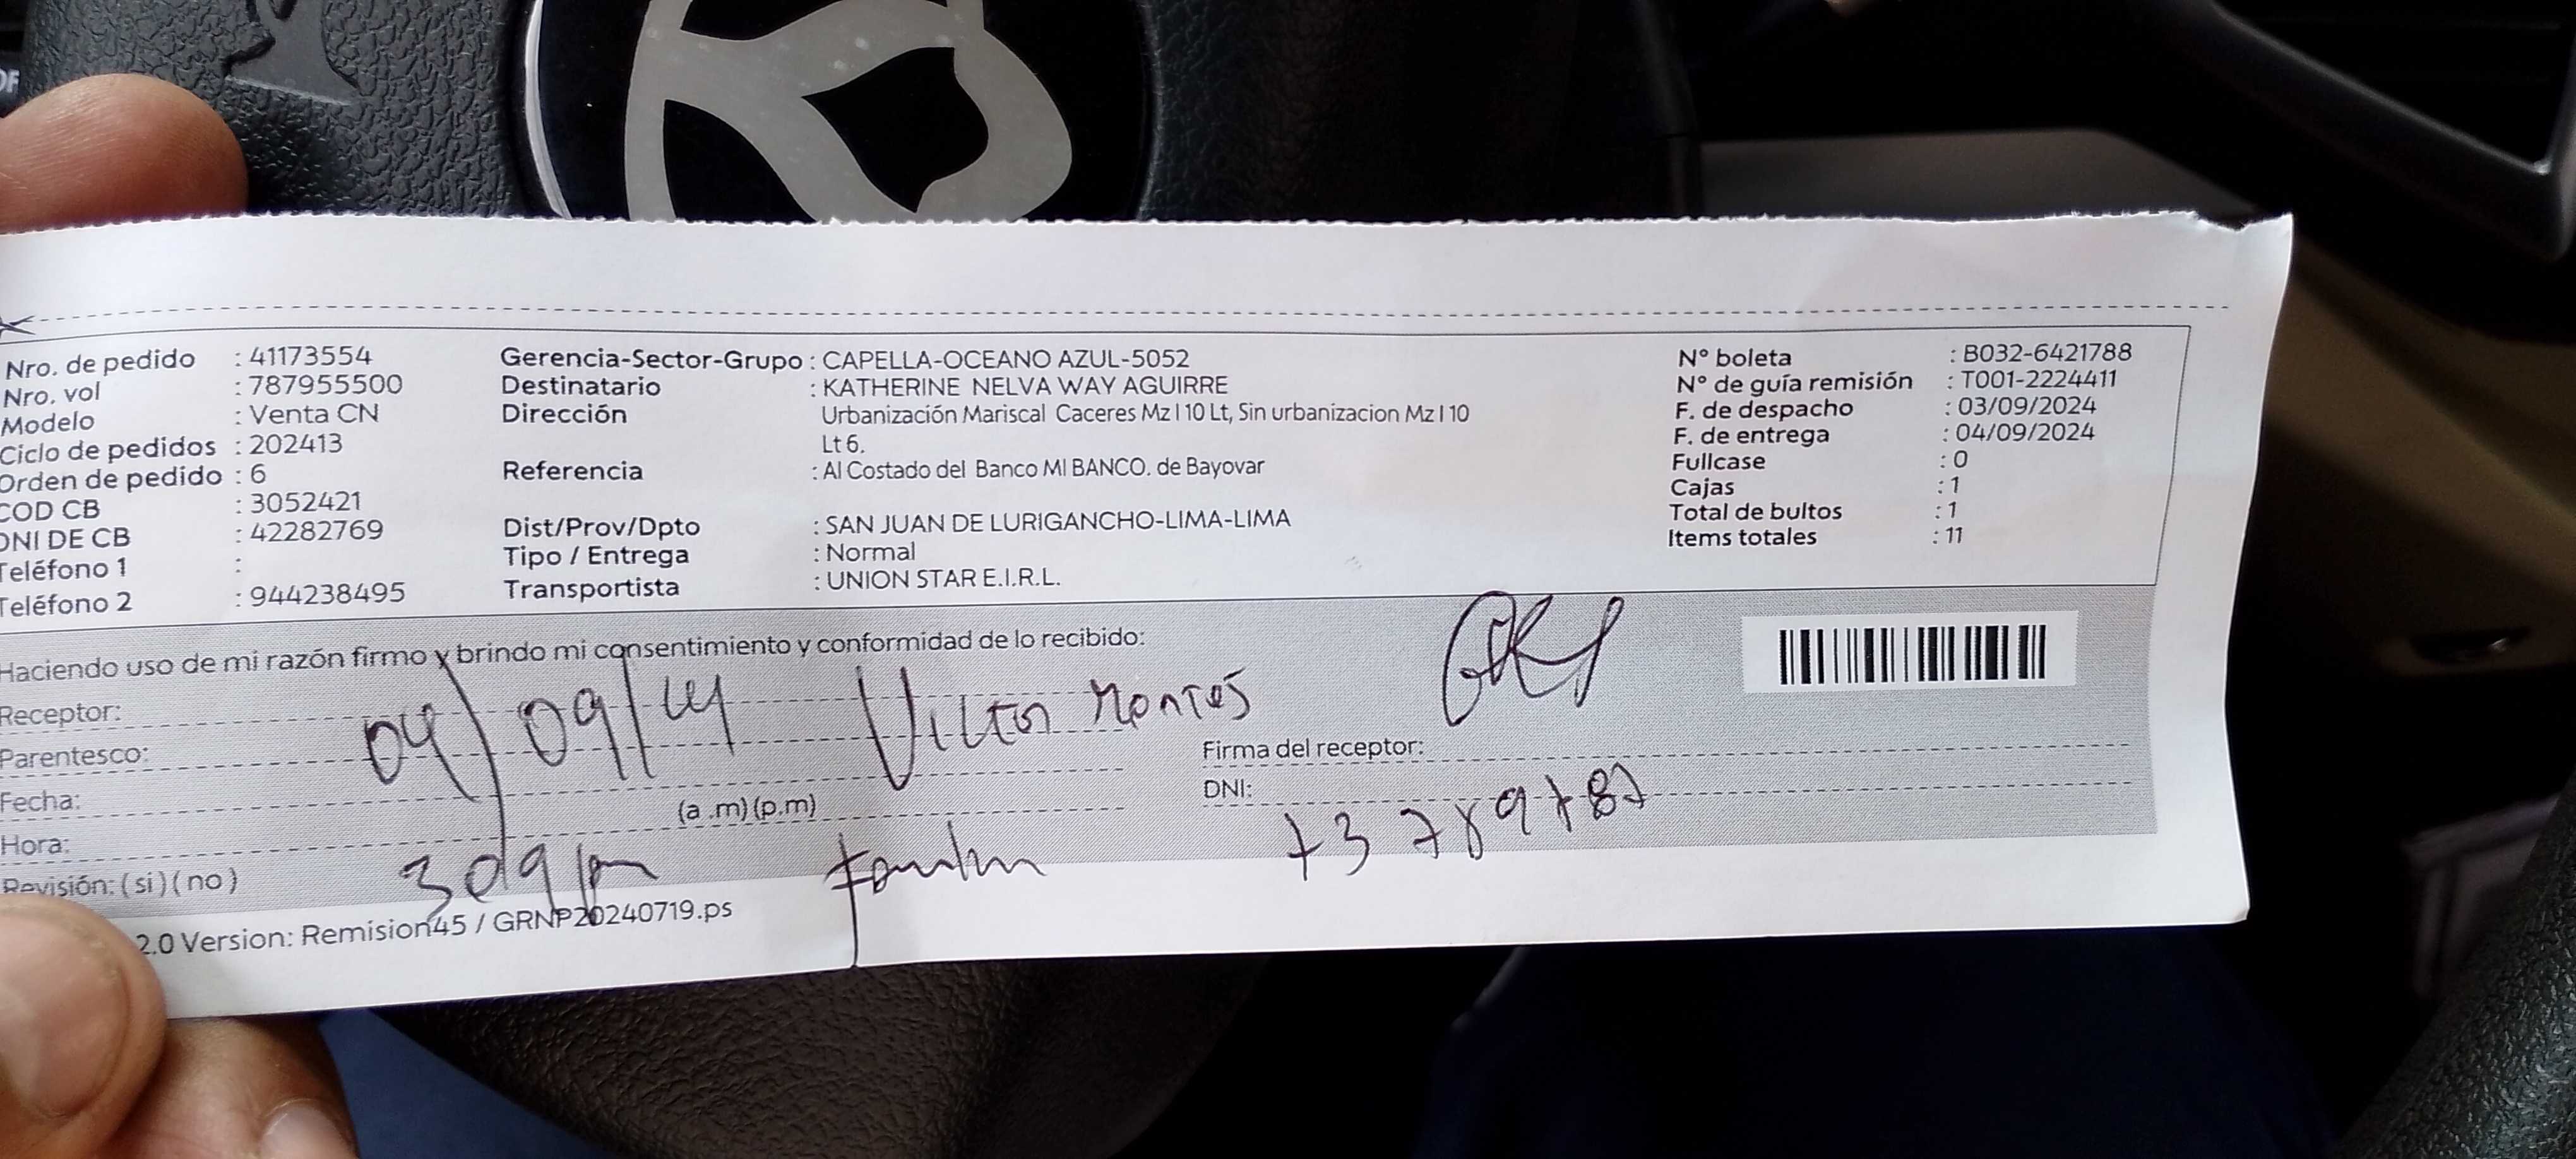 Nro. de pedido : 41173554
Nro. vol : 787955500
Modelo : Venta CN
Ciclo de pedidos : 202413
Orden de pedido : 6
COD CB : 3052421
DNI DE CB : 42282769
Teléfono 1 :
Teléfono 2 : 944238495
Gerencia-Sector-Grupo : CAPELLA-OCEANO AZUL-5052
Destinatario : KATHERINE NELVA WAY AGUIRRE
Dirección Urbanización Mariscal Caceres Mz I 10 Lt, Sin urbanizacion Mz I 10
Lt 6.
Referencia : Al Costado del Banco MI BANCO. de Bayovar
Dist/Prov/Dpto : SAN JUAN DE LURIGANCHO-LIMA-LIMA
Tipo / Entrega : Normal
Transportista : UNION STAR E.I.R.L.
N° boleta : B032-6421788
N° de guía remisión : T001-2224411
F. de despacho : 03/09/2024
F. de entrega : 04/09/2024
Fullcase : 0
Cajas : 1
Total de bultos : 1
Items totales : 11
Haciendo uso de mi razón firmo y brindo mi consentimiento y conformidad de lo recibido:
Receptor:
Parentesco:
Fecha:
Hora: (a .m) (p.m)
Revisión: ( si ) ( no )
04/09/24 Victor Montes
Firma del receptor:
DNI:
2.0 Version: Remision45 / GRNP20240719.ps